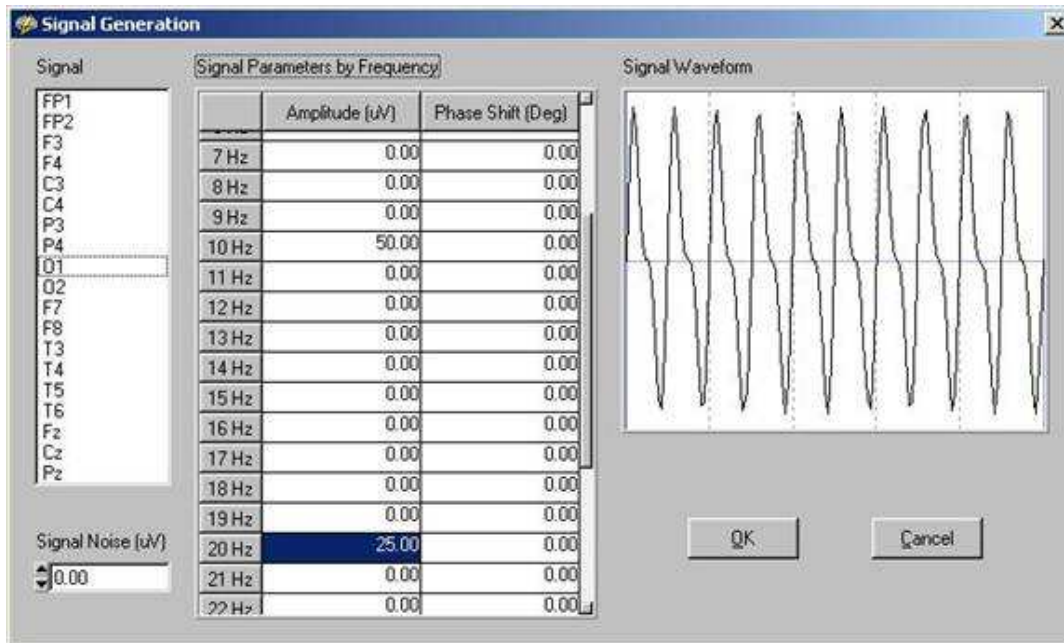 Signal Generation
Signal
FP1
FP2
F3
F4
C3
C4
P3
P4
O1
O2
F7
F8
T3
T4
T5
T6
Fz
Cz
Pz
Signal Noise (uV)
0.00
Signal Parameters by Frequency
Amplitude (uV) Phase Shift (Deg)
7 Hz 0.00 0.00
8 Hz 0.00 0.00
9 Hz 0.00 0.00
10 Hz 50.00 0.00
11 Hz 0.00 0.00
12 Hz 0.00 0.00
13 Hz 0.00 0.00
14 Hz 0.00 0.00
15 Hz 0.00 0.00
16 Hz 0.00 0.00
17 Hz 0.00 0.00
18 Hz 0.00 0.00
19 Hz 0.00 0.00
20 Hz 25.00 0.00
21 Hz 0.00 0.00
22 Hz 0.00 0.00
Signal Waveform
OK Cancel